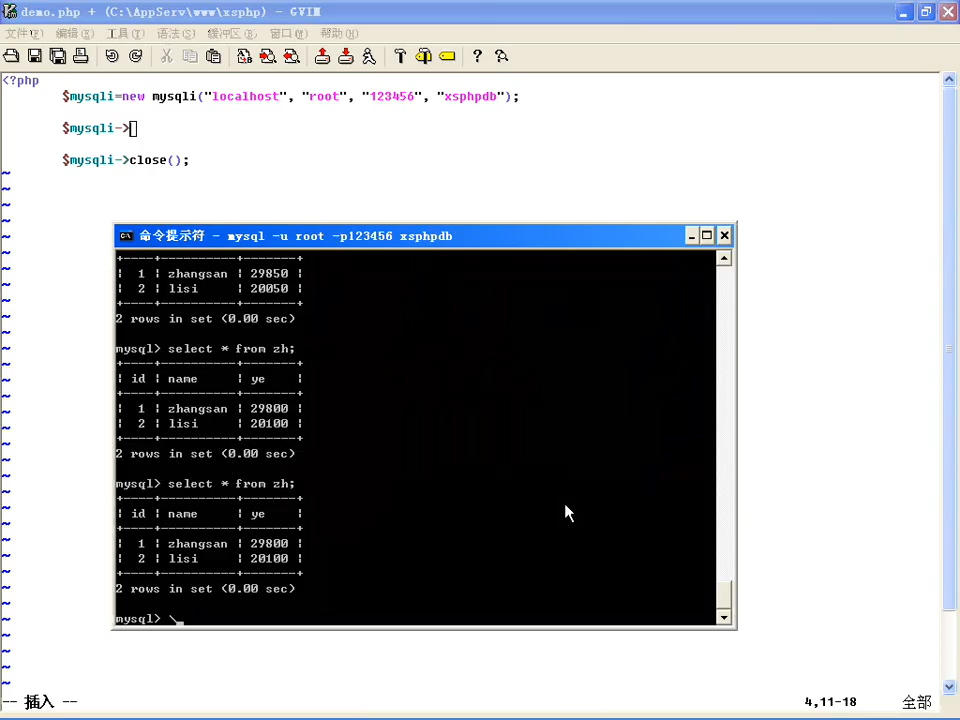 demo.php + (C:\AppServ\www\xsphp) - GVIM
文件(F) 编辑(E) 工具(T) 语法(S) 缓冲区(B) 窗口(W) 帮助(H)
<?php
$mysqli=new mysqli("localhost", "root", "123456", "xsphpdb");
$mysqli->
$mysqli->close();
~
~
~
~
~
~
~
命令提示符 - mysql -u root -p123456 xsphpdb
+----+----------+-------+
| 1 | zhangsan | 29850 |
| 2 | lisi | 20050 |
+----+----------+-------+
2 rows in set (0.00 sec)
mysql> select * from zh;
+----+----------+-------+
| id | name | ye |
+----+----------+-------+
| 1 | zhangsan | 29800 |
| 2 | lisi | 20100 |
+----+----------+-------+
2 rows in set (0.00 sec)
mysql> select * from zh;
+----+----------+-------+
| id | name | ye |
+----+----------+-------+
| 1 | zhangsan | 29800 |
| 2 | lisi | 20100 |
+----+----------+-------+
2 rows in set (0.00 sec)
mysql> \_
-- 插入 --
4,11-18
全部